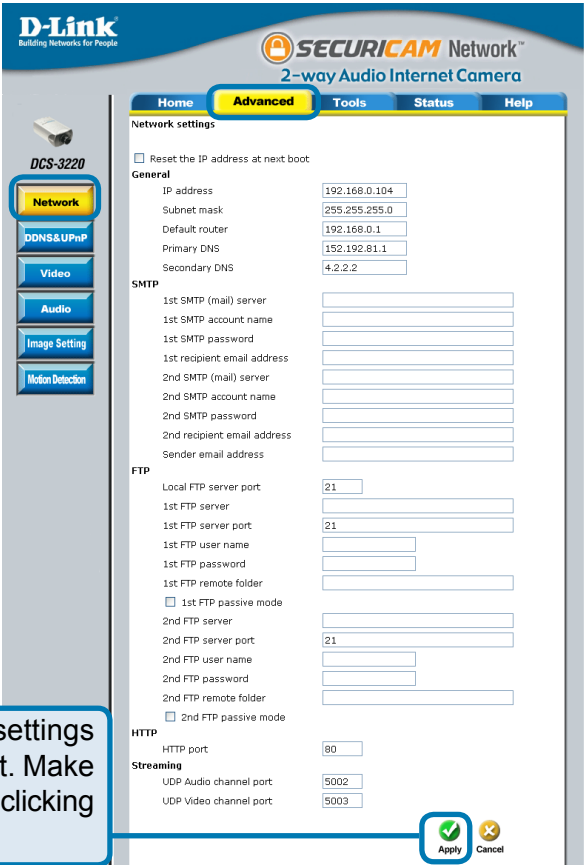 D-Link®
Building Networks for People
SECURICAM Network™
2-way Audio Internet Camera
Home
Advanced
Tools
Status
Help
DCS-3220
Network
DDNS&UPnP
Video
Audio
Image Setting
Motion Detection
Network settings
Reset the IP address at next boot
General
IP address 192.168.0.104
Subnet mask 255.255.255.0
Default router 192.168.0.1
Primary DNS 152.192.81.1
Secondary DNS 4.2.2.2
SMTP
1st SMTP (mail) server
1st SMTP account name
1st SMTP password
1st recipient email address
2nd SMTP (mail) server
2nd SMTP account name
2nd SMTP password
2nd recipient email address
Sender email address
FTP
Local FTP server port 21
1st FTP server
1st FTP server port 21
1st FTP user name
1st FTP password
1st FTP remote folder
1st FTP passive mode
2nd FTP server
2nd FTP server port 21
2nd FTP user name
2nd FTP password
2nd FTP remote folder
2nd FTP passive mode
HTTP
HTTP port 80
Streaming
UDP Audio channel port 5002
UDP Video channel port 5003
settings
t. Make
clicking
Apply
Cancel